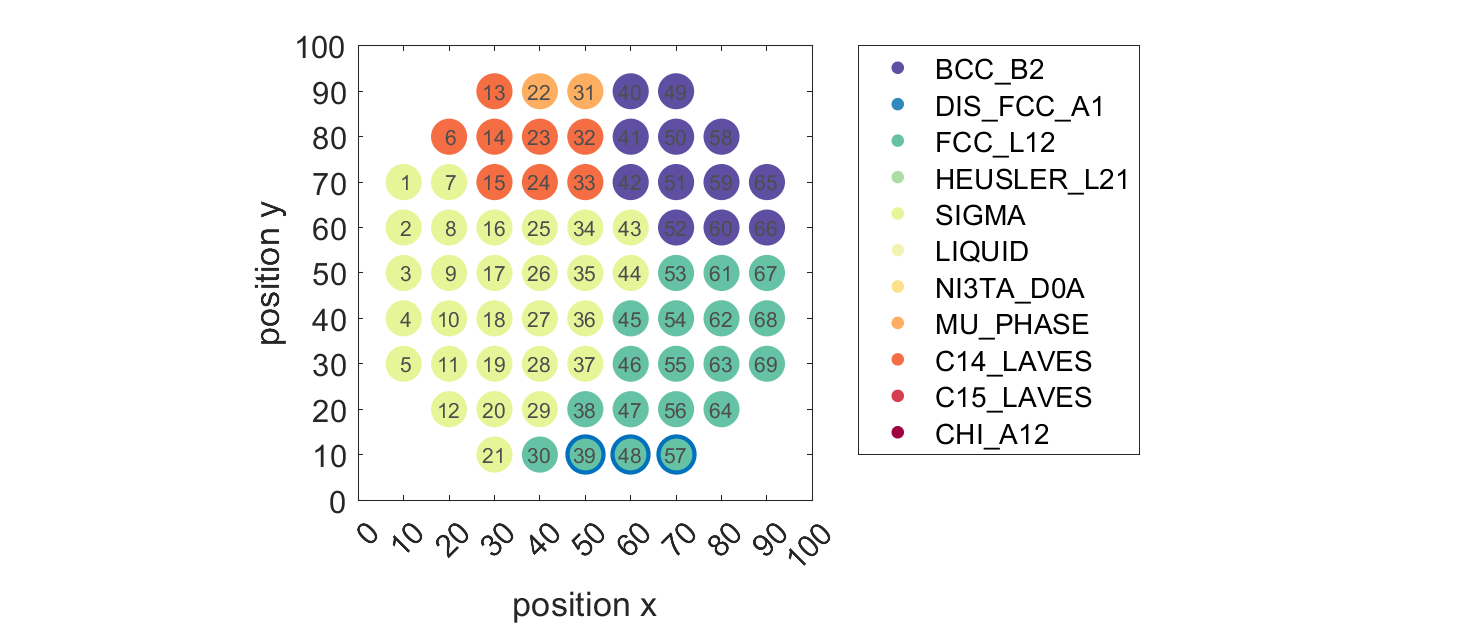 100
90
80
70
60
50
40
30
20
10
0
position y
13 22 31 40 49
6 14 23 32 41 50 58
1 7 15 24 33 42 51 59 65
2 8 16 25 34 43 52 60 66
3 9 17 26 35 44 53 61 67
4 10 18 27 36 45 54 62 68
5 11 19 28 37 46 55 63 69
12 20 29 38 47 56 64
21 30 39 48 57
0 10 20 30 40 50 60 70 80 90 100
position x
BCC_B2
DIS_FCC_A1
FCC_L12
HEUSLER_L21
SIGMA
LIQUID
NI3TA_D0A
MU_PHASE
C14_LAVES
C15_LAVES
CHI_A12